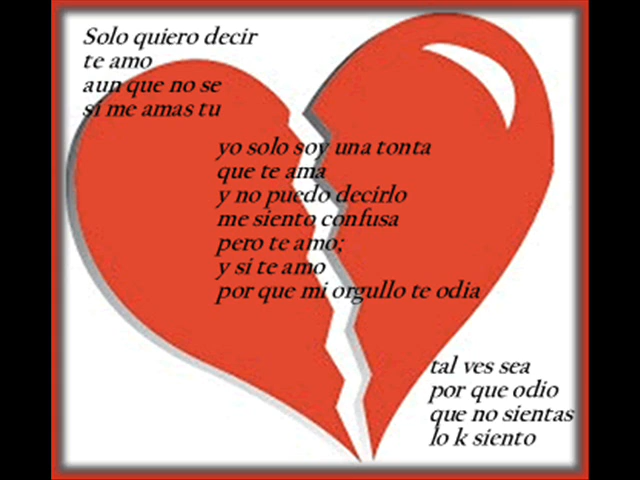 Solo quiero decir
te amo
aun que no se
si me amas tu
yo solo soy una tonta
que te ama
y no puedo decirlo
me siento confusa
pero te amo;
y si te amo
por que mi orgullo te odia
tal ves sea
por que odio
que no sientas
lo k siento